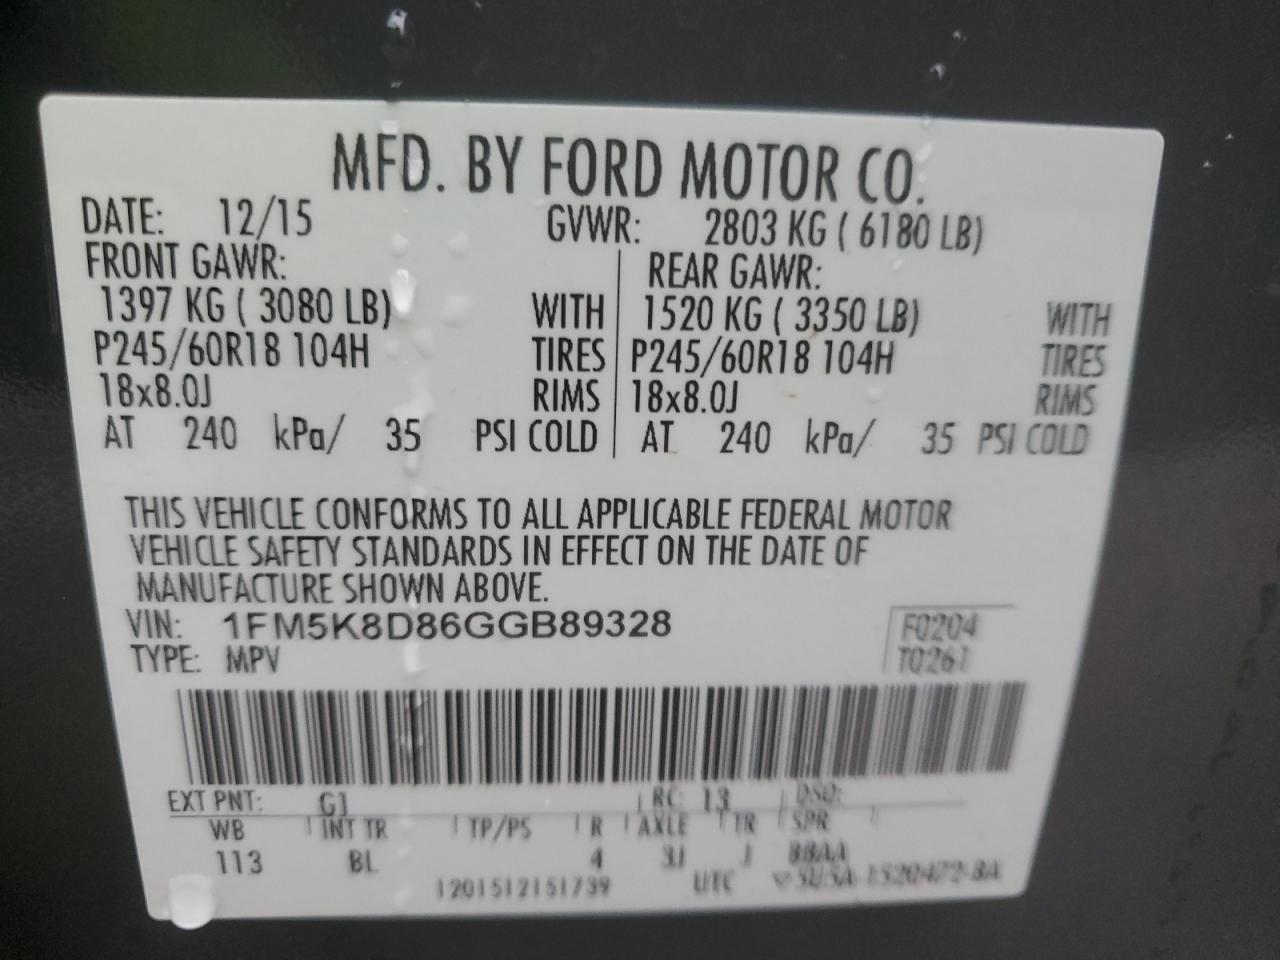 MFD. BY FORD MOTOR CO.
DATE: 12/15 GVWR: 2803 KG ( 6180 LB)
FRONT GAWR: REAR GAWR:
1397 KG ( 3080 LB) WITH 1520 KG ( 3350 LB) WITH
P245/60R18 104H TIRES P245/60R18 104H TIRES
18x8.0J RIMS 18x8.0J RIMS
AT 240 kPa/ 35 PSI COLD AT 240 kPa/ 35 PSI COLD
THIS VEHICLE CONFORMS TO ALL APPLICABLE FEDERAL MOTOR
VEHICLE SAFETY STANDARDS IN EFFECT ON THE DATE OF
MANUFACTURE SHOWN ABOVE.
VIN: 1FM5K8D86GGB89328 F0204
TYPE: MPV T0261
EXT PNT: G1 RC: 13 DSO:
WB INT TR TP/PS R AXLE TR SPR
113 BL 4 3J J
1201512151739 UTC